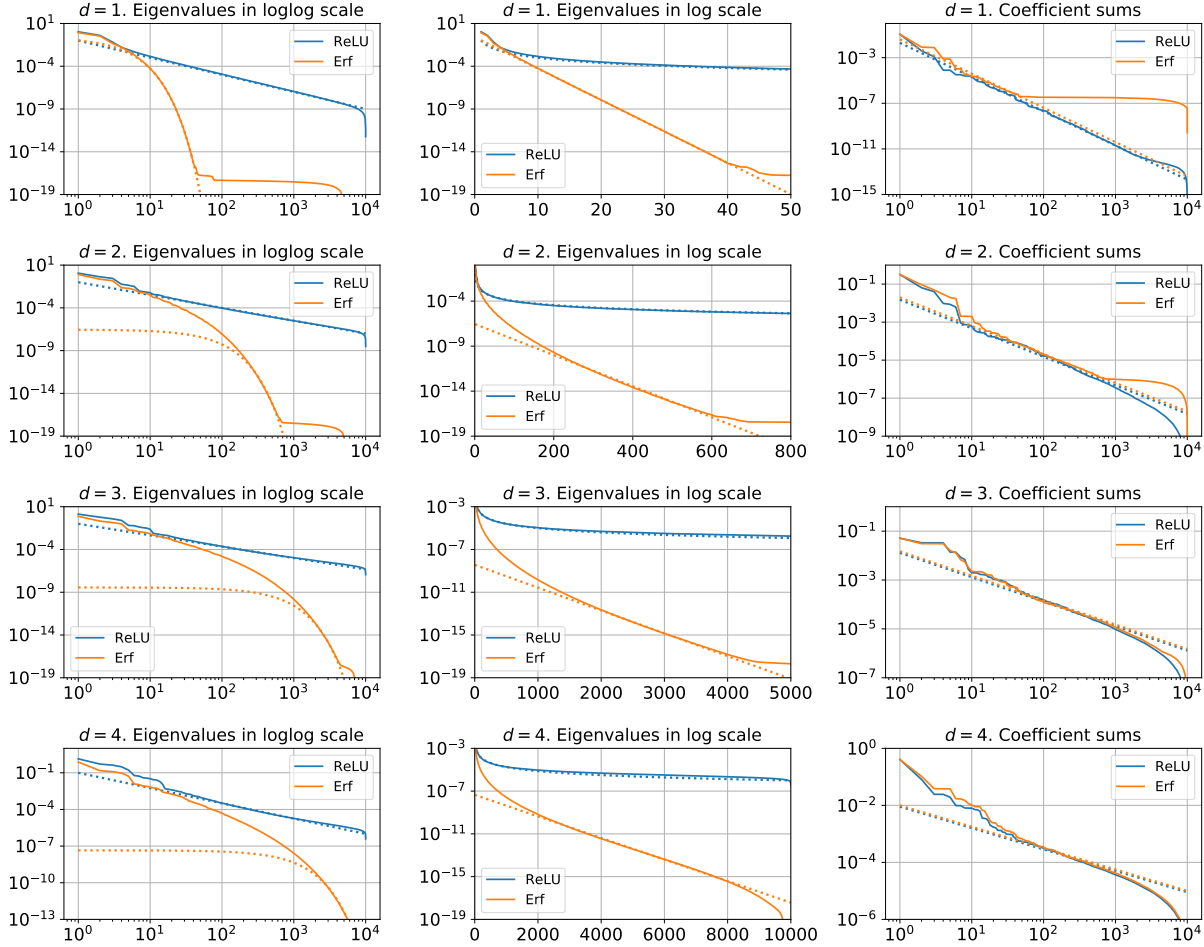 d = 1. Eigenvalues in loglog scale
10^1
10^-4
10^-9
10^-14
10^-19
10^0 10^1 10^2 10^3 10^4
ReLU
Erf
d = 1. Eigenvalues in log scale
10^1
10^-4
10^-9
10^-14
10^-19
0 10 20 30 40 50
ReLU
Erf
d = 1. Coefficient sums
10^-3
10^-7
10^-11
10^-15
10^0 10^1 10^2 10^3 10^4
ReLU
Erf
d = 2. Eigenvalues in loglog scale
10^1
10^-4
10^-9
10^-14
10^-19
10^0 10^1 10^2 10^3 10^4
ReLU
Erf
d = 2. Eigenvalues in log scale
10^-4
10^-9
10^-14
10^-19
0 200 400 600 800
ReLU
Erf
d = 2. Coefficient sums
10^-1
10^-3
10^-5
10^-7
10^-9
10^0 10^1 10^2 10^3 10^4
ReLU
Erf
d = 3. Eigenvalues in loglog scale
10^1
10^-4
10^-9
10^-14
10^-19
10^0 10^1 10^2 10^3 10^4
ReLU
Erf
d = 3. Eigenvalues in log scale
10^-3
10^-7
10^-11
10^-15
10^-19
0 1000 2000 3000 4000 5000
ReLU
Erf
d = 3. Coefficient sums
10^-1
10^-3
10^-5
10^-7
10^0 10^1 10^2 10^3 10^4
ReLU
Erf
d = 4. Eigenvalues in loglog scale
10^-1
10^-4
10^-7
10^-10
10^-13
10^0 10^1 10^2 10^3 10^4
ReLU
Erf
d = 4. Eigenvalues in log scale
10^-3
10^-7
10^-11
10^-15
10^-19
0 2000 4000 6000 8000 10000
ReLU
Erf
d = 4. Coefficient sums
10^0
10^-2
10^-4
10^-6
10^0 10^1 10^2 10^3 10^4
ReLU
Erf